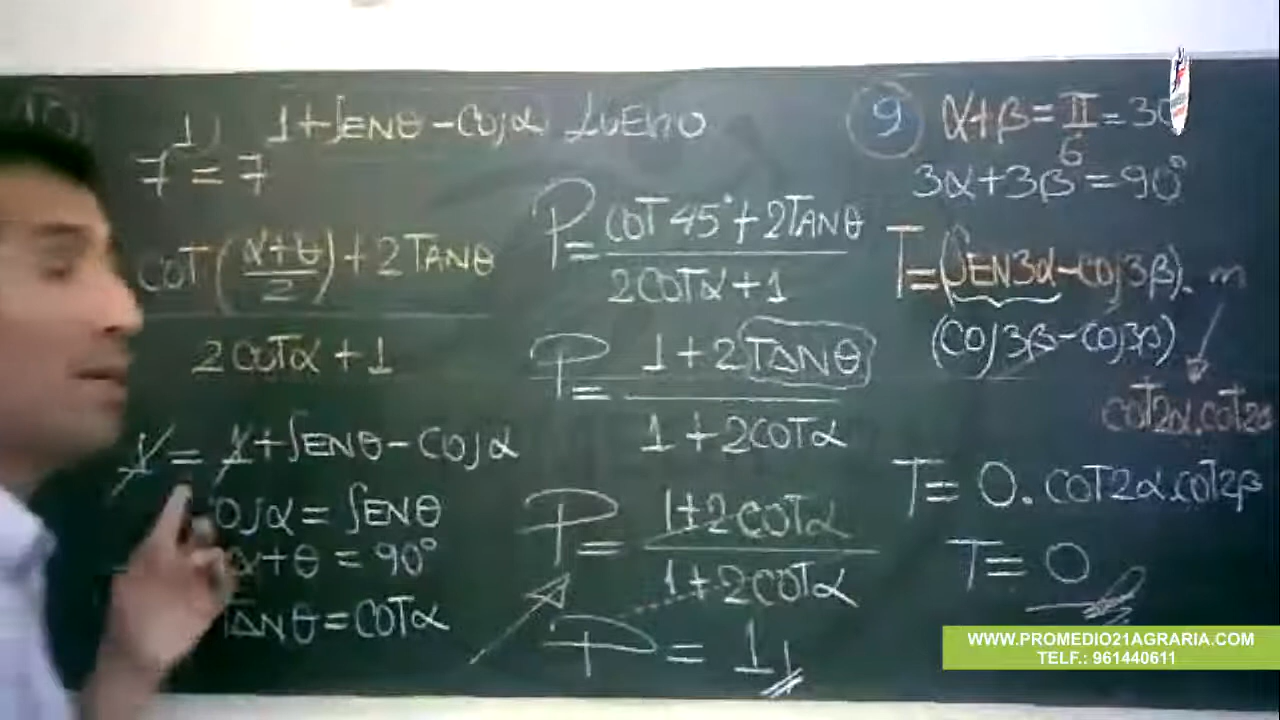 10
1) 1+SENθ-COSα LUEGO
7=7
COT((α+θ)/2)+2TANθ
2COTα+1
1=1+SENθ-COSα
COSα=SENθ
α+θ=90°
TANθ=COTα
P=(COT45°+2TANθ)/(2COTα+1)
P=(1+2TANθ)/(1+2COTα)
P=(1+2COTα)/(1+2COTα)
P=1
9 α+β=π/6=30
3α+3β=90°
T=(SEN3α-COS3β).m
(COS3β-COS3β)
COT2α.COT2β
T=0.COT2α.COT2β
T=0
WWW.PROMEDIO21AGRARIA.COM
TELF.: 961440611